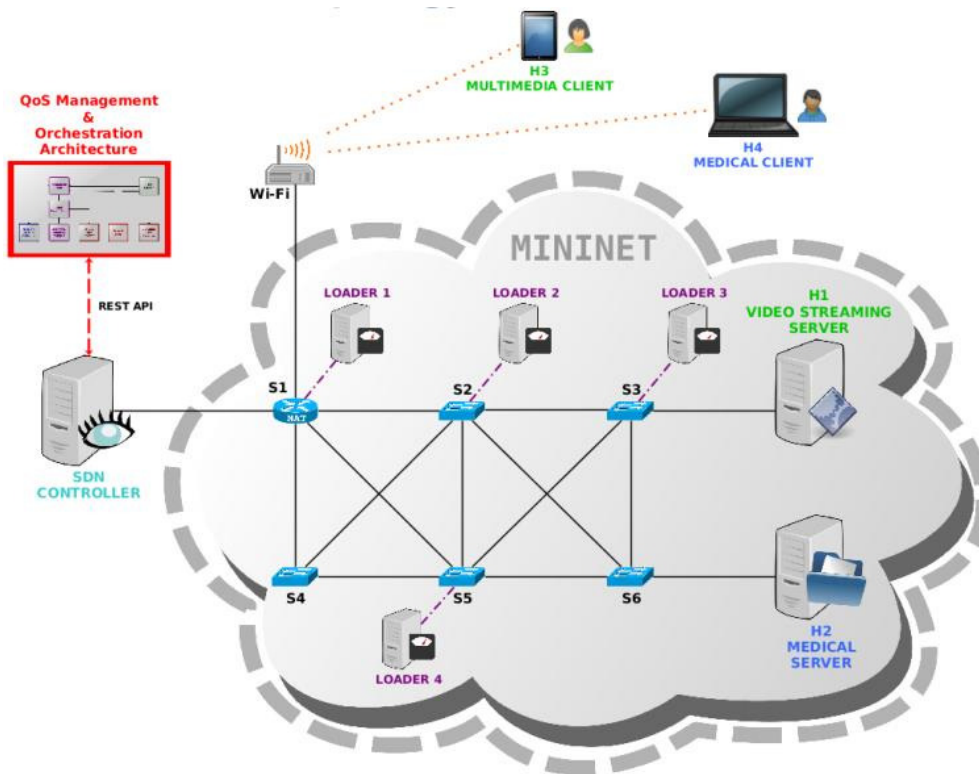 H3
MULTIMEDIA CLIENT
QoS Management
&
Orchestration
Architecture
H4
MEDICAL CLIENT
Wi-Fi
MININET
REST API
LOADER 1
LOADER 2
LOADER 3
H1
VIDEO STREAMING
SERVER
S1
S2
S3
NAT
SDN
CONTROLLER
S4
S5
S6
LOADER 4
H2
MEDICAL
SERVER